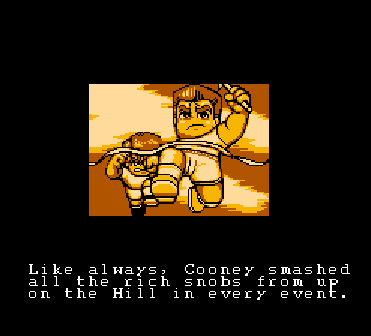 Like always, Cooney smashed
all the rich snobs from up
on the Hill in every event.